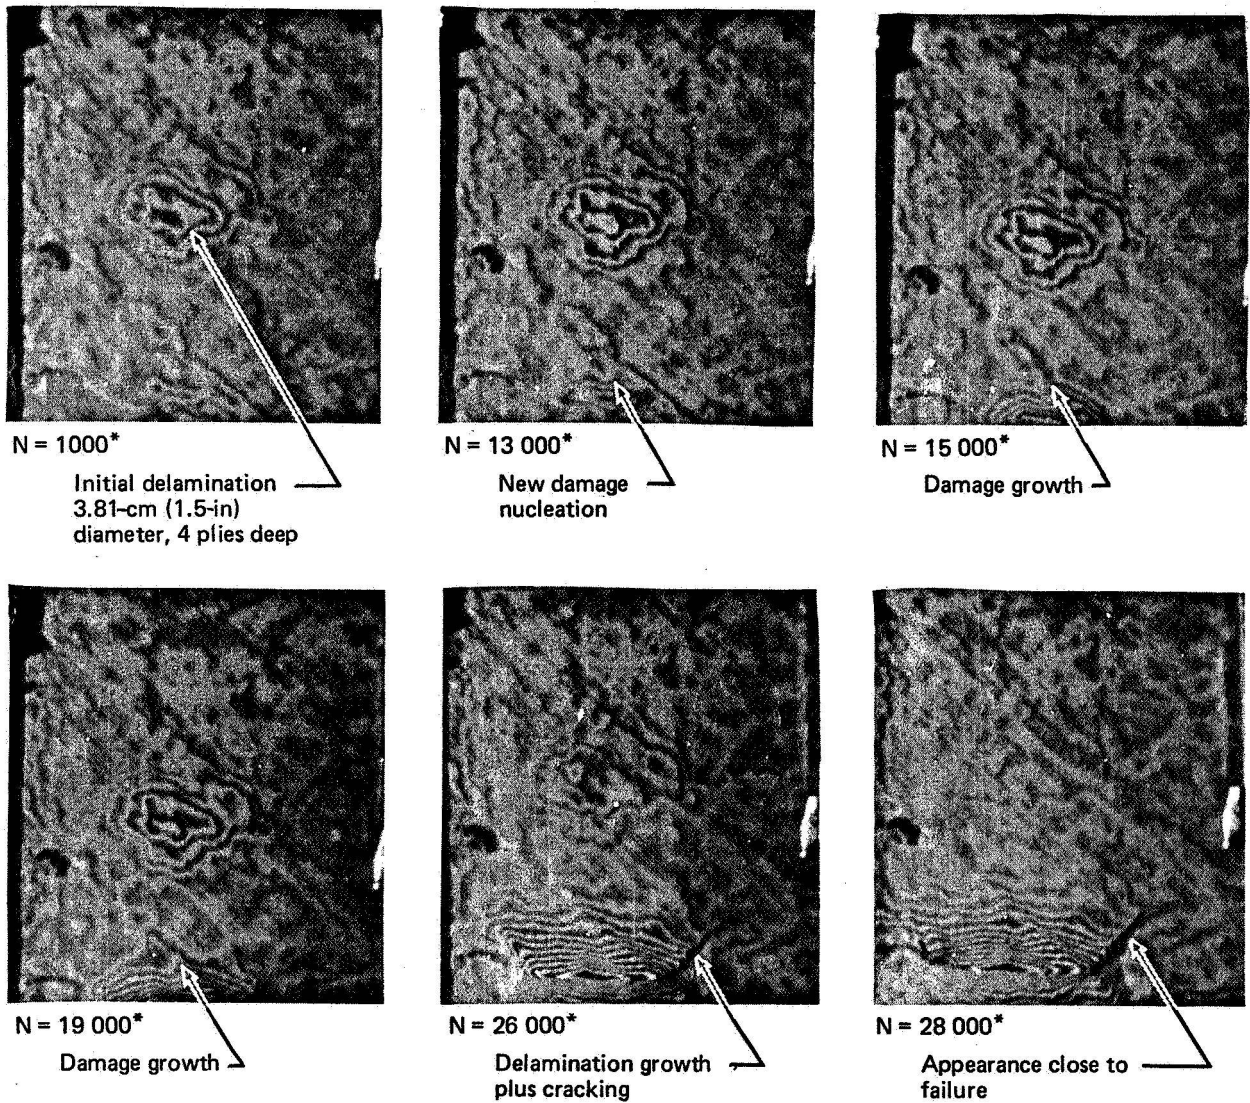 N = 1000*
Initial delamination
3.81-cm (1.5-in)
diameter, 4 plies deep
N = 13 000*
New damage
nucleation
N = 15 000*
Damage growth
N = 19 000*
Damage growth
N = 26 000*
Delamination growth
plus cracking
N = 28 000*
Appearance close to
failure